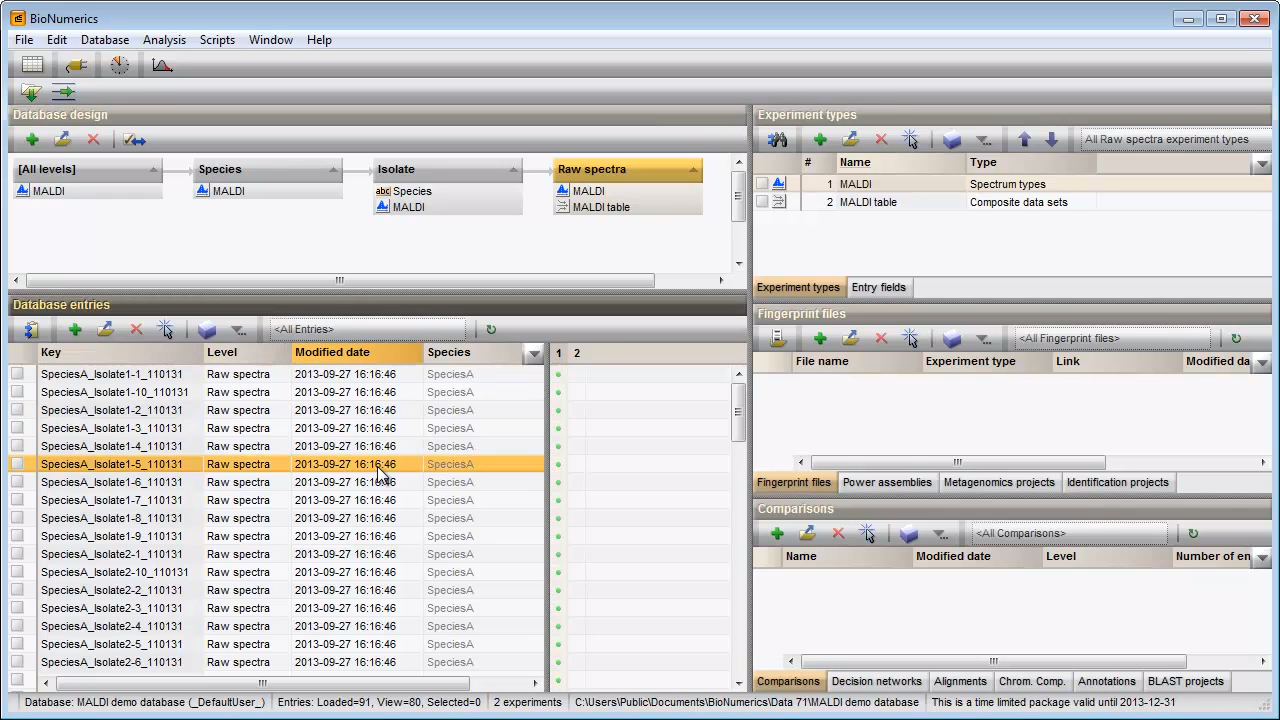 BioNumerics
File Edit Database Analysis Scripts Window Help
Database design
[All levels] Species Isolate Raw spectra
MALDI MALDI abc Species MALDI
MALDI MALDI table
Experiment types
All Raw spectra experiment types
# Name Type
1 MALDI Spectrum types
2 MALDI table Composite data sets
Experiment types Entry fields
Database entries
<All Entries>
Key Level Modified date Species 1 2
SpeciesA_Isolate1-1_110131 Raw spectra 2013-09-27 16:16:46 SpeciesA
SpeciesA_Isolate1-10_110131 Raw spectra 2013-09-27 16:16:46 SpeciesA
SpeciesA_Isolate1-2_110131 Raw spectra 2013-09-27 16:16:46 SpeciesA
SpeciesA_Isolate1-3_110131 Raw spectra 2013-09-27 16:16:46 SpeciesA
SpeciesA_Isolate1-4_110131 Raw spectra 2013-09-27 16:16:46 SpeciesA
SpeciesA_Isolate1-5_110131 Raw spectra 2013-09-27 16:16:46 SpeciesA
SpeciesA_Isolate1-6_110131 Raw spectra 2013-09-27 16:16:46 SpeciesA
SpeciesA_Isolate1-7_110131 Raw spectra 2013-09-27 16:16:46 SpeciesA
SpeciesA_Isolate1-8_110131 Raw spectra 2013-09-27 16:16:46 SpeciesA
SpeciesA_Isolate1-9_110131 Raw spectra 2013-09-27 16:16:46 SpeciesA
SpeciesA_Isolate2-1_110131 Raw spectra 2013-09-27 16:16:46 SpeciesA
SpeciesA_Isolate2-10_110131 Raw spectra 2013-09-27 16:16:46 SpeciesA
SpeciesA_Isolate2-2_110131 Raw spectra 2013-09-27 16:16:46 SpeciesA
SpeciesA_Isolate2-3_110131 Raw spectra 2013-09-27 16:16:46 SpeciesA
SpeciesA_Isolate2-4_110131 Raw spectra 2013-09-27 16:16:46 SpeciesA
SpeciesA_Isolate2-5_110131 Raw spectra 2013-09-27 16:16:46 SpeciesA
SpeciesA_Isolate2-6_110131 Raw spectra 2013-09-27 16:16:46 SpeciesA
Fingerprint files
<All Fingerprint files>
File name Experiment type Link Modified da
Fingerprint files Power assemblies Metagenomics projects Identification projects
Comparisons
<All Comparisons>
Name Modified date Level Number of en
Comparisons Decision networks Alignments Chrom. Comp. Annotations BLAST projects
Database: MALDI demo database (_DefaultUser_) Entries: Loaded=91, View=80, Selected=0 2 experiments C:\Users\Public\Documents\BioNumerics\Data 71\MALDI demo database This is a time limited package valid until 2013-12-31